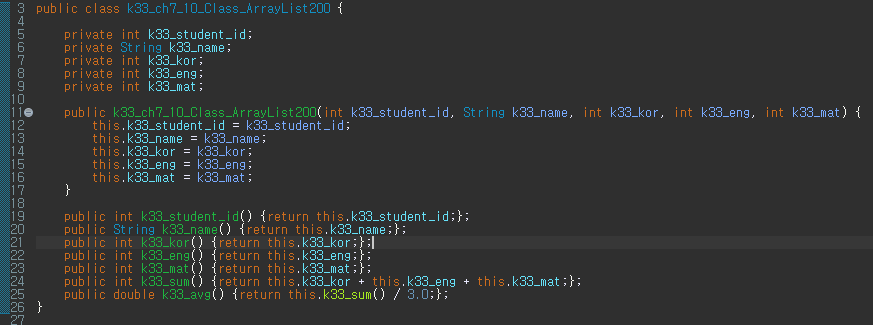 3 public class k33_ch7_10_Class_ArrayList200 {
4
5     private int k33_student_id;
6     private String k33_name;
7     private int k33_kor;
8     private int k33_eng;
9     private int k33_mat;
10
11     public k33_ch7_10_Class_ArrayList200(int k33_student_id, String k33_name, int k33_kor, int k33_eng, int k33_mat) {
12         this.k33_student_id = k33_student_id;
13         this.k33_name = k33_name;
14         this.k33_kor = k33_kor;
15         this.k33_eng = k33_eng;
16         this.k33_mat = k33_mat;
17     }
18
19     public int k33_student_id() {return this.k33_student_id;};
20     public String k33_name() {return this.k33_name;};
21     public int k33_kor() {return this.k33_kor;};
22     public int k33_eng() {return this.k33_eng;};
23     public int k33_mat() {return this.k33_mat;};
24     public int k33_sum() {return this.k33_kor + this.k33_eng + this.k33_mat;};
25     public double k33_avg() {return this.k33_sum() / 3.0;};
26 }
27